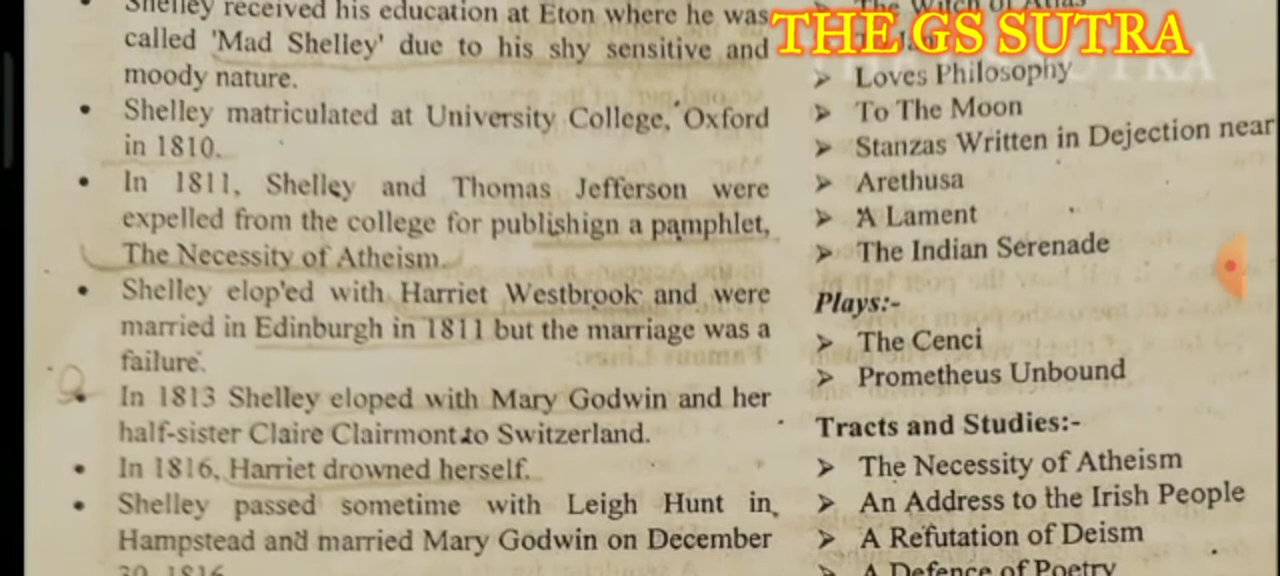 Shelley received his education at Eton where he was
called 'Mad Shelley' due to his shy sensitive and
moody nature.
• Shelley matriculated at University College, Oxford
in 1810.
• In 1811, Shelley and Thomas Jefferson were
expelled from the college for publishign a pamphlet,
The Necessity of Atheism.
• Shelley elop'ed with Harriet Westbrook and were
married in Edinburgh in 1811 but the marriage was a
failure.
• In 1813 Shelley eloped with Mary Godwin and her
half-sister Claire Clairmont to Switzerland.
• In 1816, Harriet drowned herself.
• Shelley passed sometime with Leigh Hunt in
Hampstead and married Mary Godwin on December
30, 1816
The Witch of Atlas
THE GS SUTRA
➢ Loves Philosophy
➢ To The Moon
➢ Stanzas Written in Dejection near
➢ Arethusa
➢ A Lament
➢ The Indian Serenade
Plays:-
➢ The Cenci
➢ Prometheus Unbound
Tracts and Studies:-
➢ The Necessity of Atheism
➢ An Address to the Irish People
➢ A Refutation of Deism
➢ A Defence of Poetry